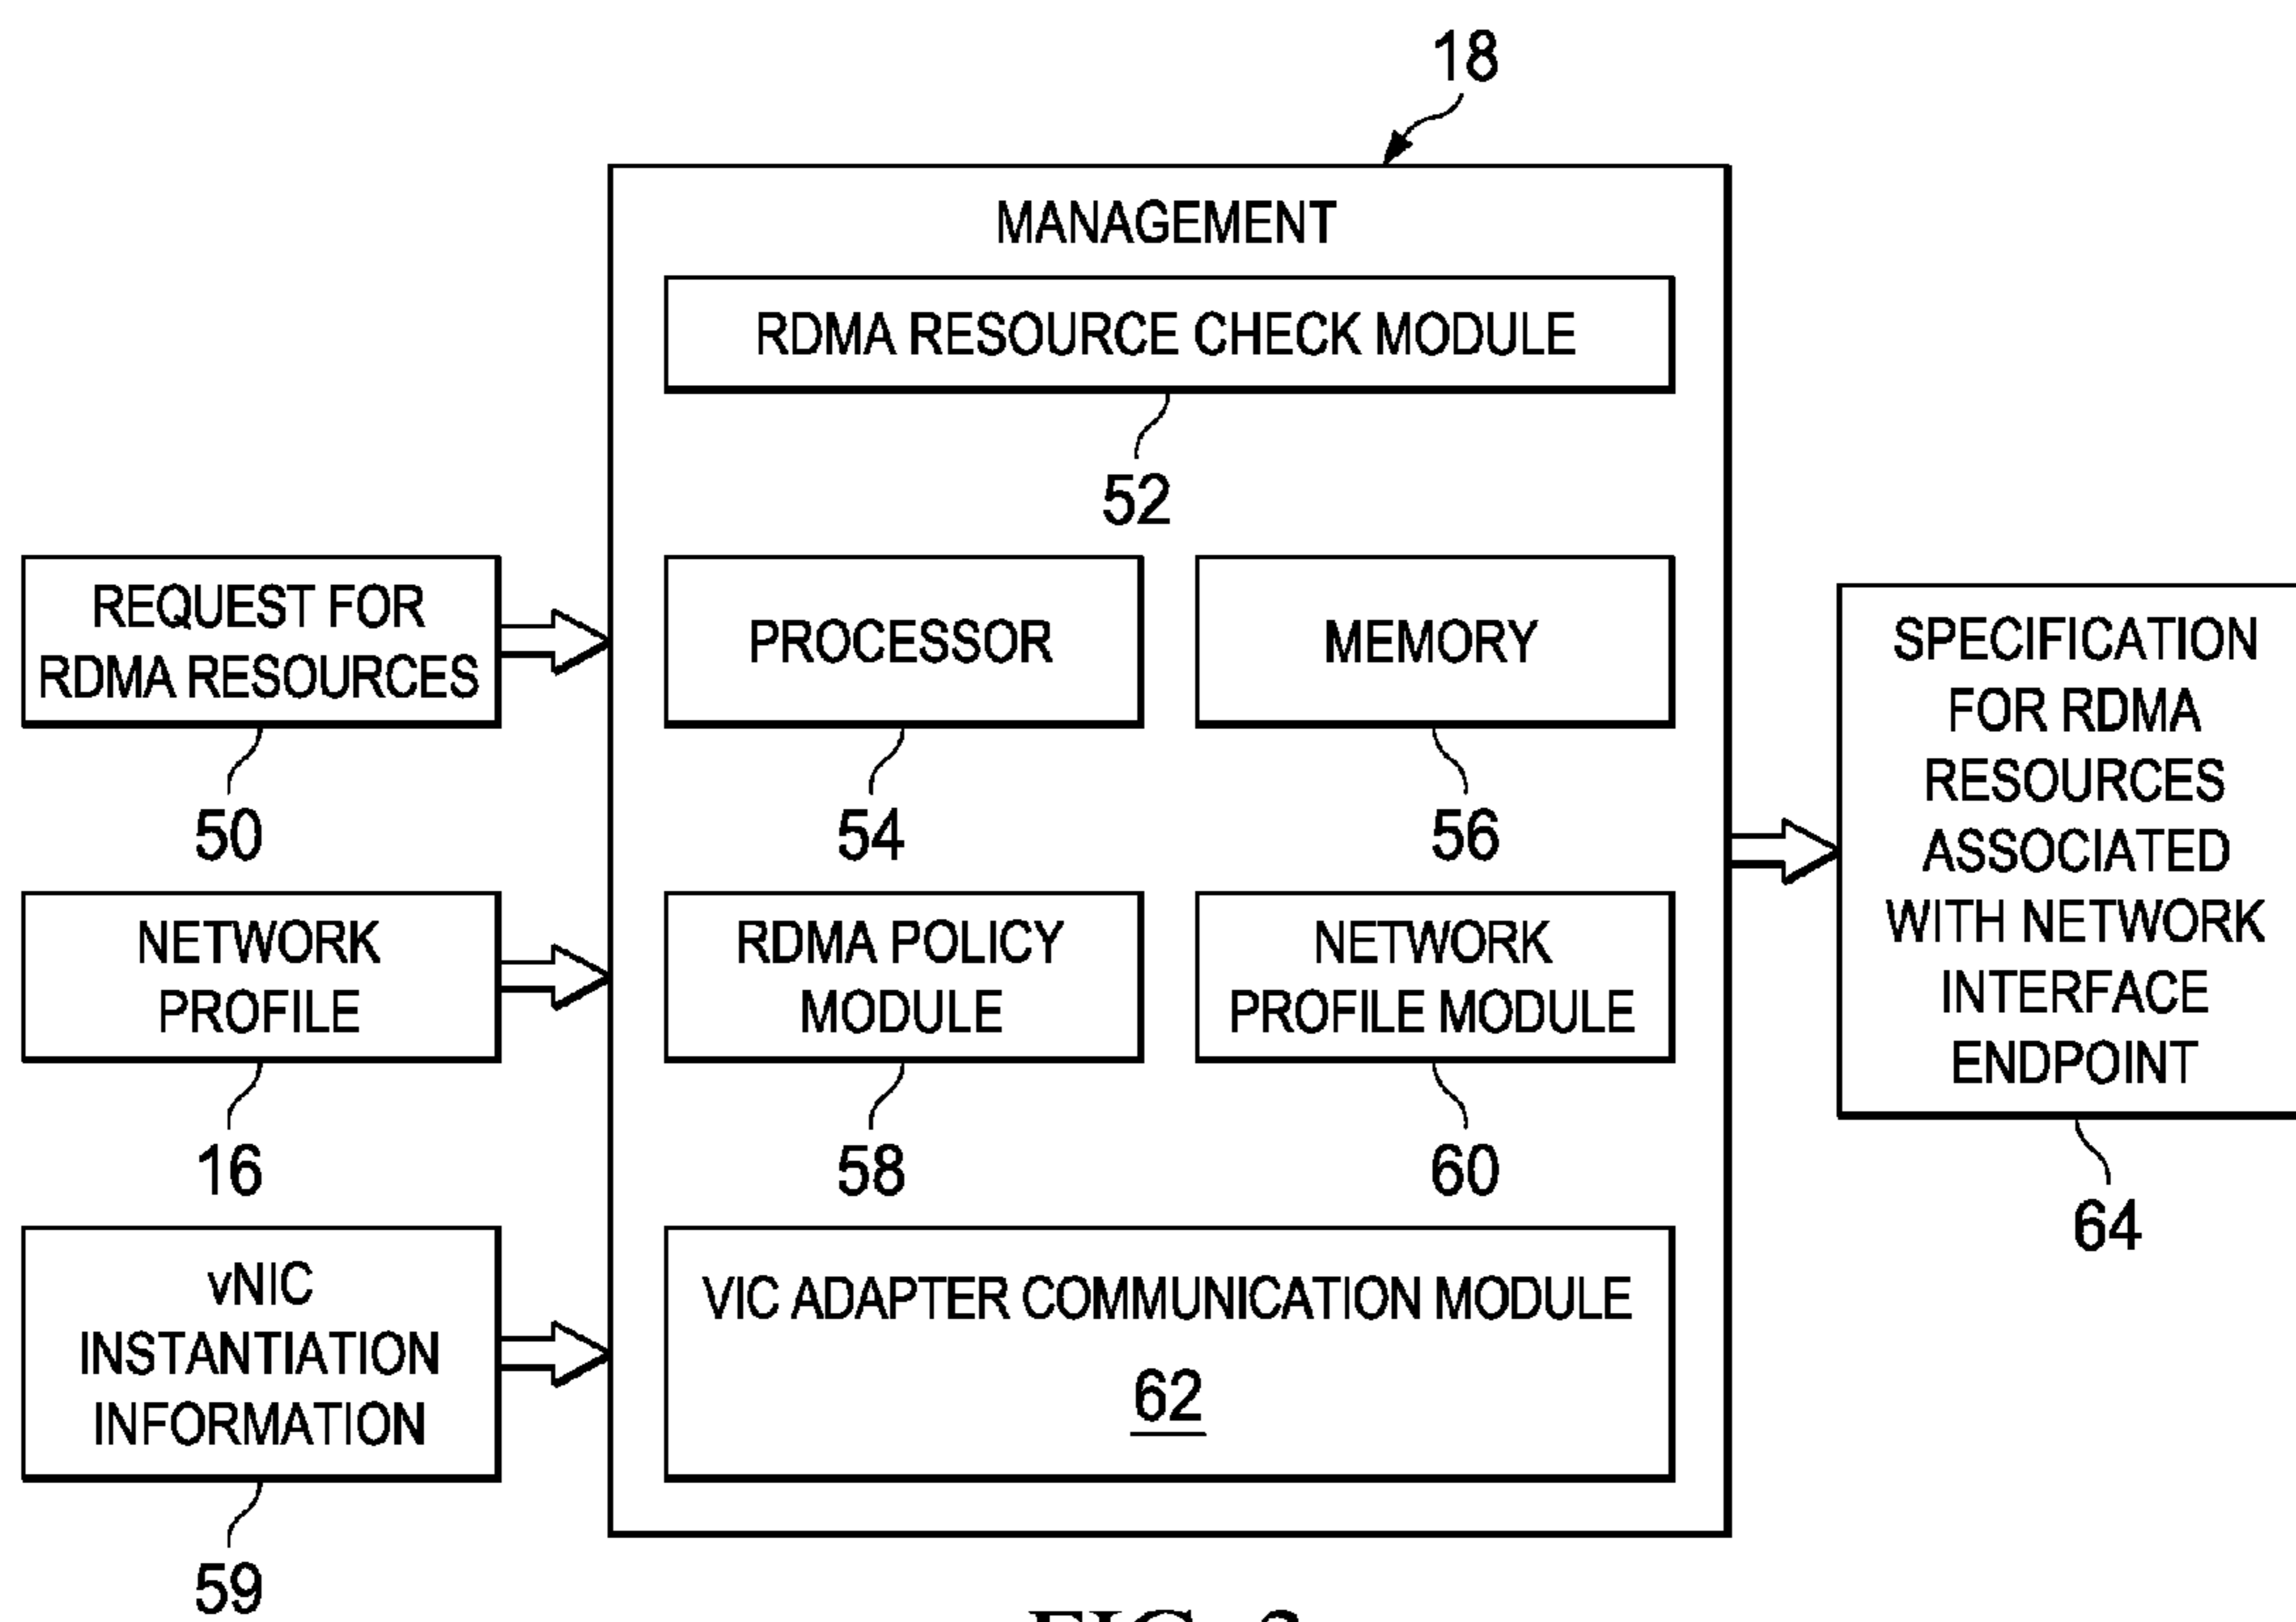 18
MANAGEMENT
RDMA RESOURCE CHECK MODULE
52
REQUEST FOR
RDMA RESOURCES
50
PROCESSOR
54
MEMORY
56
NETWORK
PROFILE
16
RDMA POLICY
MODULE
58
NETWORK
PROFILE MODULE
60
vNIC
INSTANTIATION
INFORMATION
59
VIC ADAPTER COMMUNICATION MODULE
62
SPECIFICATION
FOR RDMA
RESOURCES
ASSOCIATED
WITH NETWORK
INTERFACE
ENDPOINT
64
FIG.